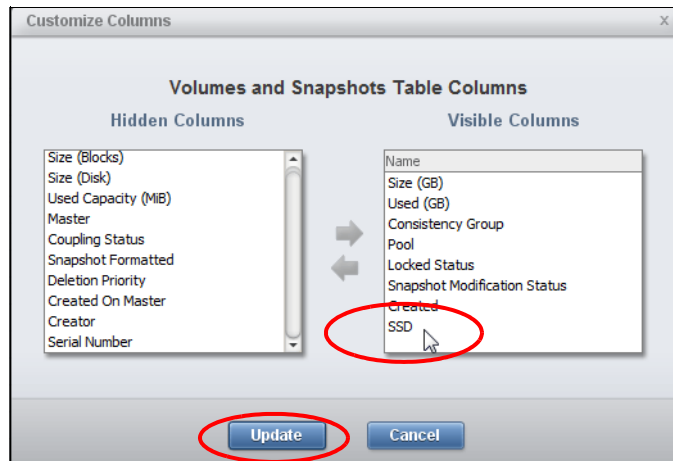 Customize Columns x
Volumes and Snapshots Table Columns
Hidden Columns
Size (Blocks)
Size (Disk)
Used Capacity (MiB)
Master
Coupling Status
Snapshot Formatted
Deletion Priority
Created On Master
Creator
Serial Number
Visible Columns
Name
Size (GB)
Used (GB)
Consistency Group
Pool
Locked Status
Snapshot Modification Status
Created
SSD
Update
Cancel